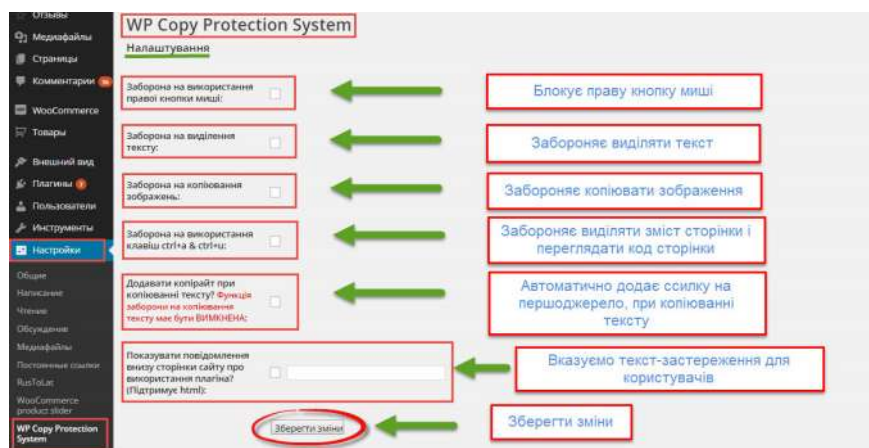 Отзывы
Медиафайлы
Страницы
Комментарии
WooCommerce
Товары
Внешний вид
Плагины
Пользователи
Инструменты
Настройки
Общие
Написание
Чтение
Обсуждение
Медиафайлы
Постоянные ссылки
RusToLat
WooCommerce
product slider
WP Copy Protection
System
WP Copy Protection System
Налаштування
Заборона на використання
правої кнопки миші:
Блокує праву кнопку миші
Заборона на виділення
тексту:
Забороняє виділяти текст
Заборона на копіювання
зображень:
Забороняє копіювати зображення
Заборона на використання
клавіш ctrl+a & ctrl+u:
Забороняє виділяти зміст сторінки і
переглядати код сторінки
Додавати копірайт при
копіюванні тексту? Функція
заборони на копіювання
тексту має бути ВИМКНЕНА:
Автоматично додає ссилку на
першоджерело, при копіюванні
тексту
Показувати повідомлення
внизу сторінки сайту про
використання плагіна?
(Підтримує html):
Вказуємо текст-застереження для
користувачів
Зберегти зміни
Зберегти зміни